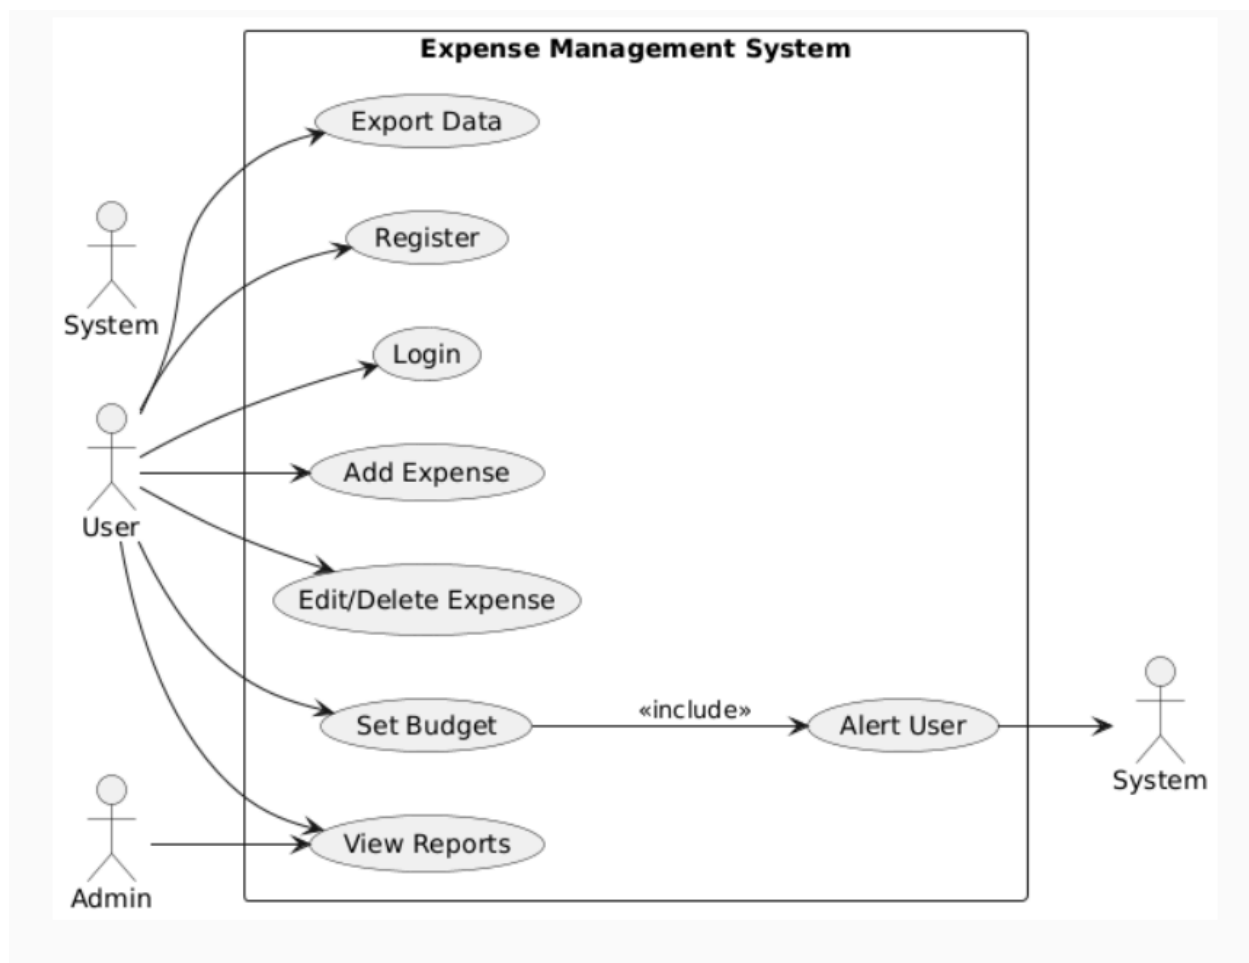 Expense Management System
Export Data
Register
System
Login
Add Expense
User
Edit/Delete Expense
«include»
Set Budget
Alert User
System
View Reports
Admin